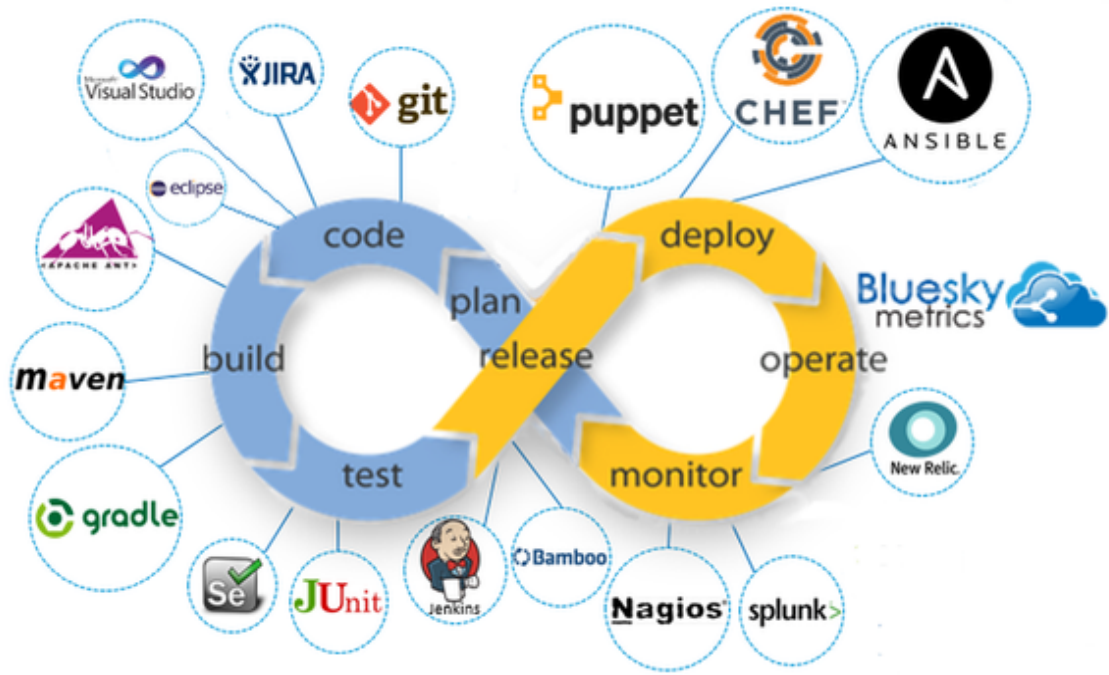 Microsoft
Visual Studio
JIRA
git
puppet
CHEF
ANSIBLE
eclipse
<APACHE ANT>
code
deploy
plan
Bluesky
metrics
build
release
operate
maven
test
monitor
New Relic.
gradle
Se
JUnit
Jenkins
Bamboo
Nagios®
splunk>